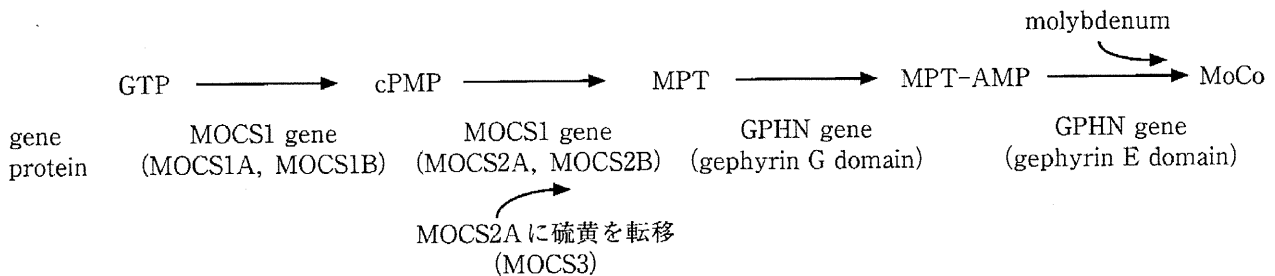 molybdenum
GTP cPMP MPT MPT-AMP MoCo
gene MOCS1 gene MOCS1 gene GPHN gene GPHN gene
protein (MOCS1A, MOCS1B) (MOCS2A, MOCS2B) (gephyrin G domain) (gephyrin E domain)
MOCS2Aに硫黄を転移
(MOCS3)